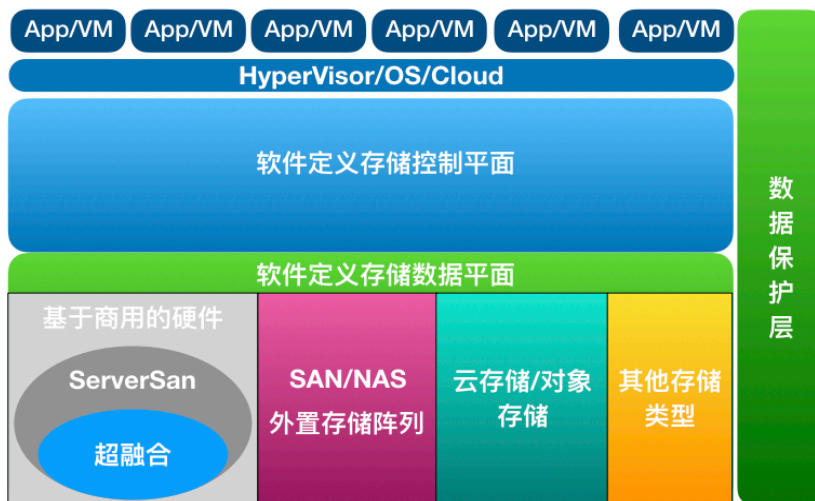 App/VM App/VM App/VM App/VM App/VM App/VM
HyperVisor/OS/Cloud
软件定义存储控制平面
软件定义存储数据平面
基于商用的硬件
ServerSan
超融合
SAN/NAS
外置存储阵列
云存储/对象
存储
其他存储
类型
数
据
保
护
层